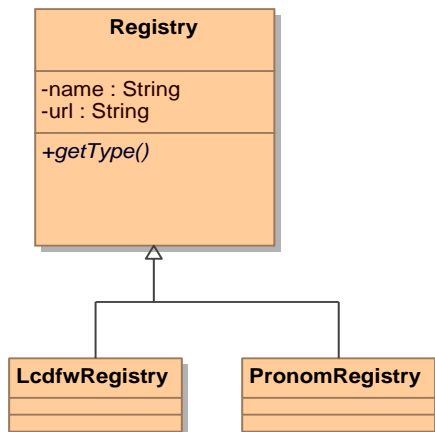 Registry
-name : String
-url : String
+getType()
LcdfwRegistry
PronomRegistry